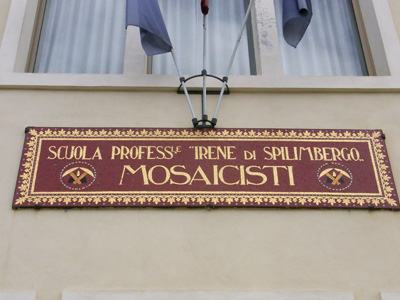 SCUOLA PROFESS.LE "IRENE DI SPILIMBERGO"
MOSAICISTI